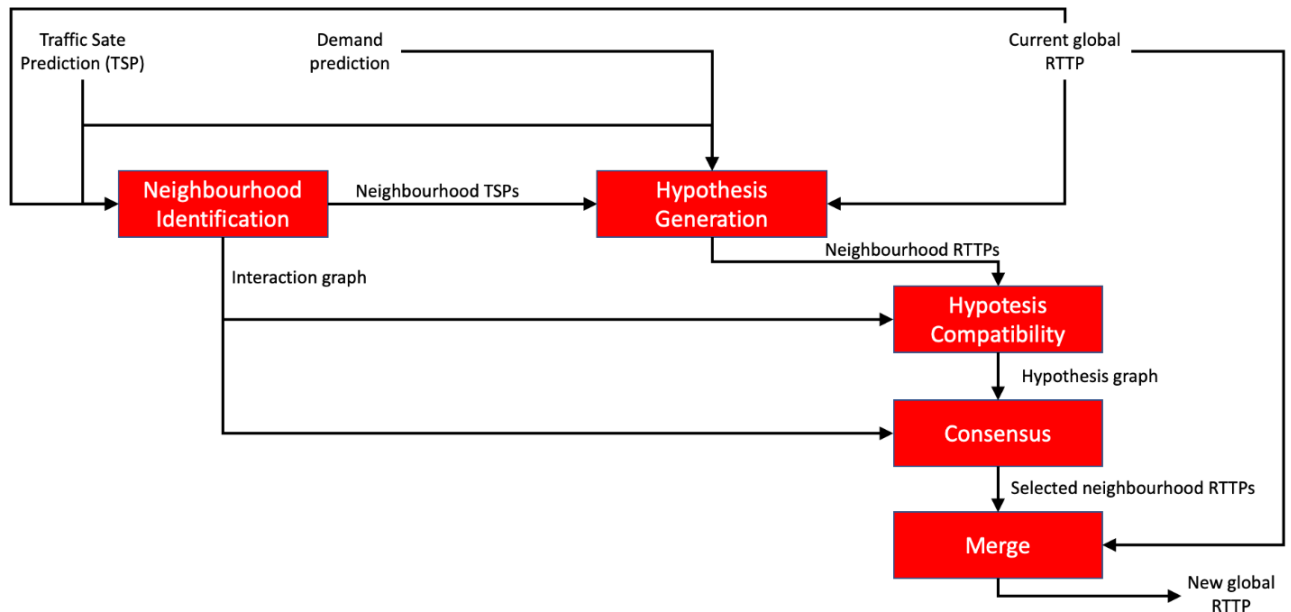 Traffic Sate
Prediction (TSP)
Demand
prediction
Current global
RTTP
Neighbourhood
Identification
Neighbourhood TSPs
Hypothesis
Generation
Neighbourhood RTTPs
Interaction graph
Hypotesis
Compatibility
Hypothesis graph
Consensus
Selected neighbourhood RTTPs
Merge
New global
RTTP